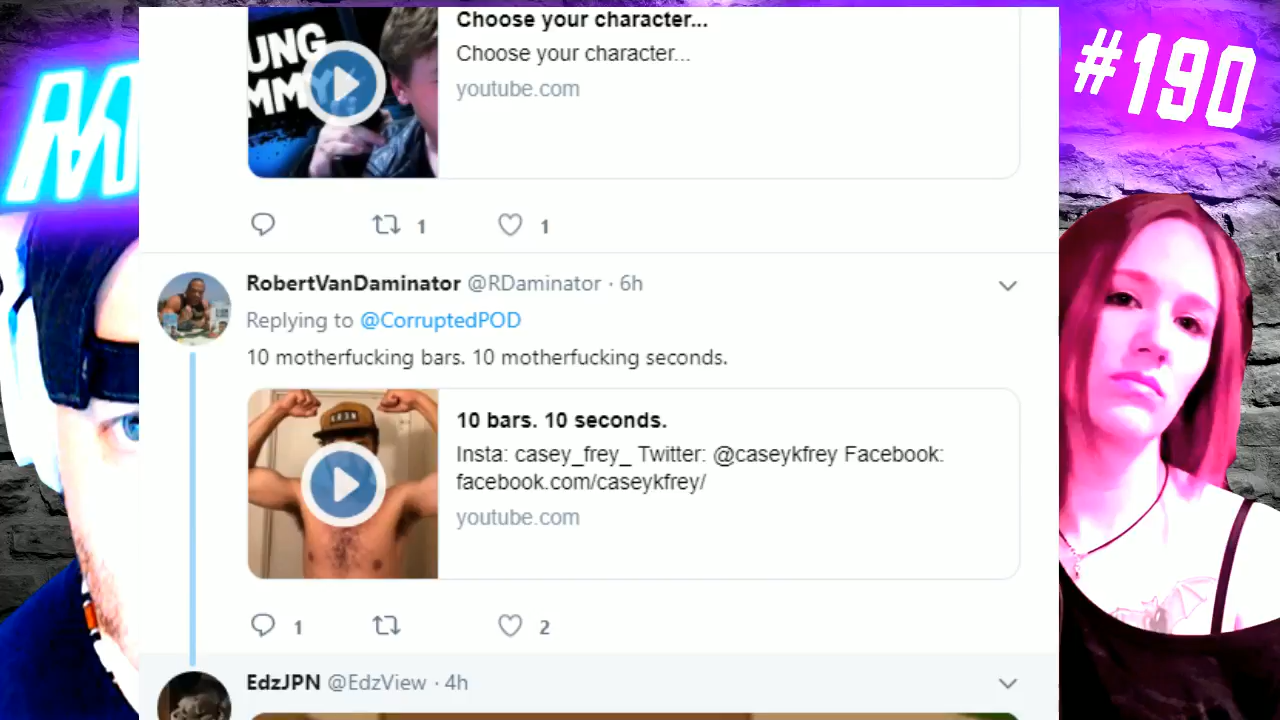 UNG
MM
Choose your character...
Choose your character...
youtube.com
#190
1
1
RobertVanDaminator @RDaminator · 6h
Replying to @CorruptedPOD
10 motherfucking bars. 10 motherfucking seconds.
10 bars. 10 seconds.
Insta: casey_frey_ Twitter: @caseykfrey Facebook:
facebook.com/caseykfrey/
youtube.com
1
2
EdzJPN @EdzView · 4h